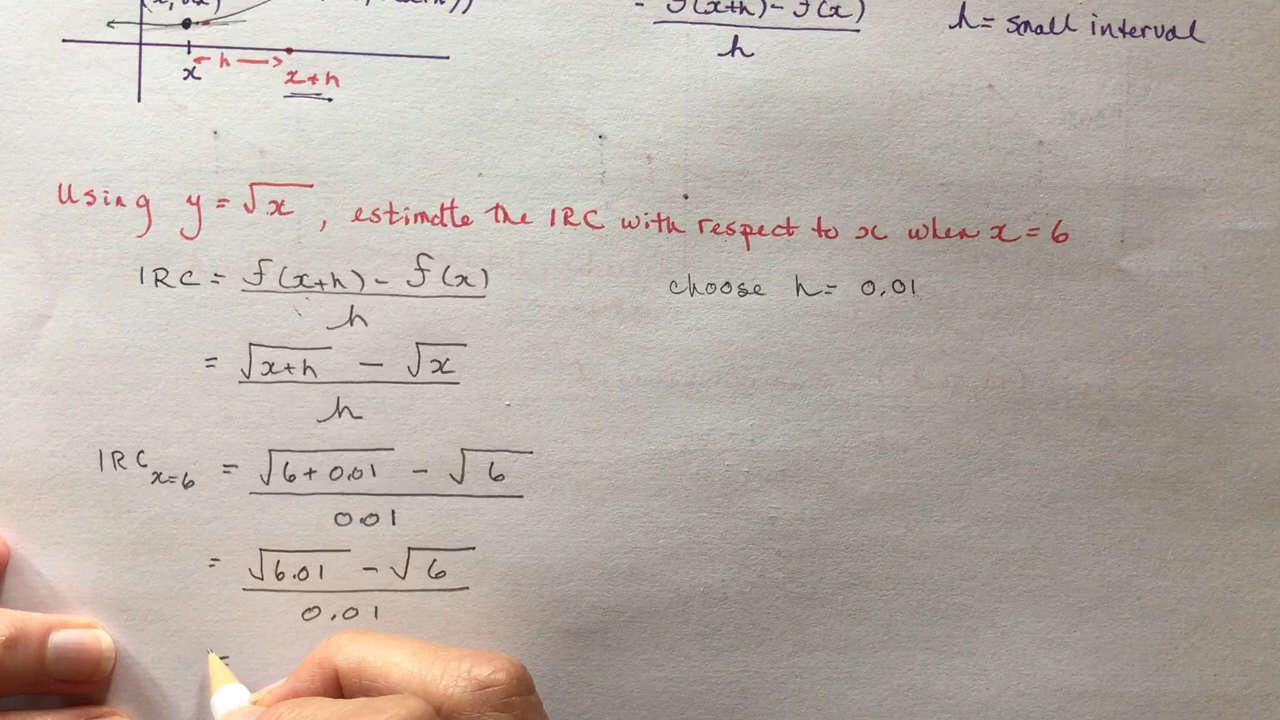 f(x+h) - f(x)
h
h = small interval
x ← h → x+h
Using y = √x, estimate the IRC with respect to x when x = 6
IRC = f(x+h) - f(x)
h
choose h = 0.01
= √x+h - √x
h
IRC x=6 = √6+0.01 - √6
0.01
= √6.01 - √6
0.01
=